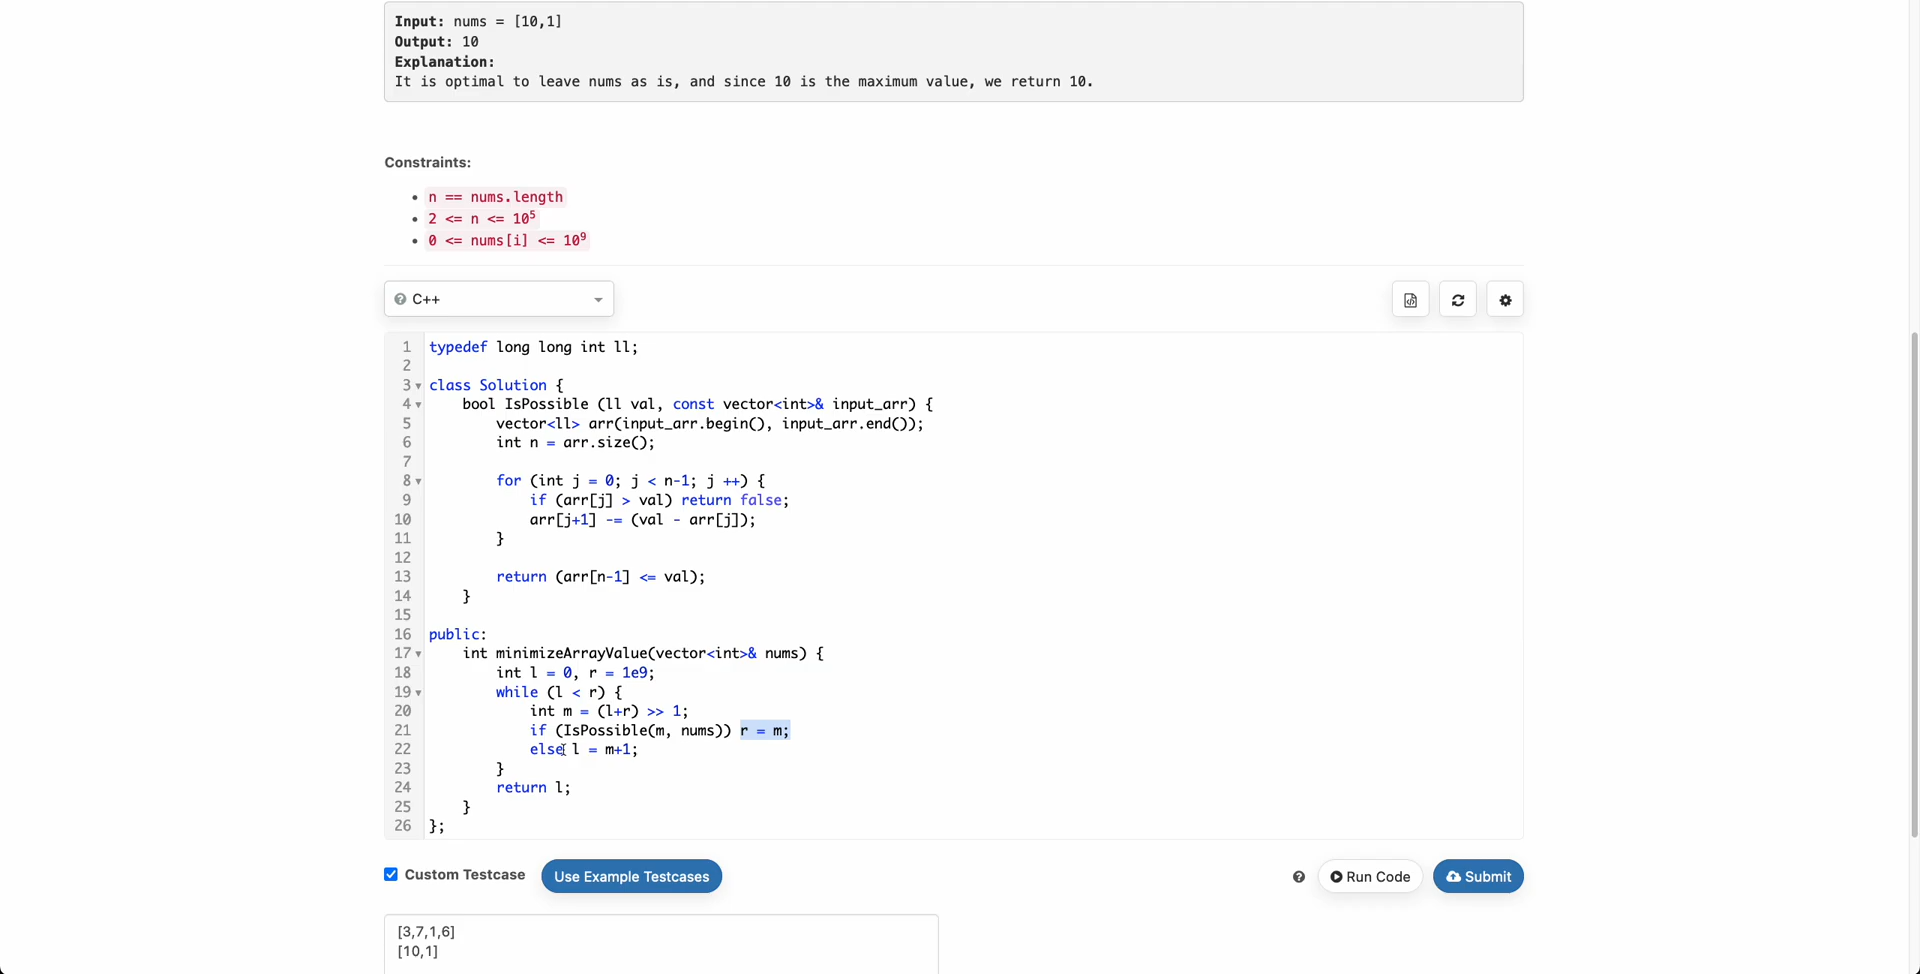 Input: nums = [10,1]
Output: 10
Explanation:
It is optimal to leave nums as is, and since 10 is the maximum value, we return 10.
Constraints:
• n == nums.length
• 2 <= n <= 10⁵
• 0 <= nums[i] <= 10⁹
C++
1 typedef long long int ll;
2
3 class Solution {
4     bool IsPossible (ll val, const vector<int>& input_arr) {
5         vector<ll> arr(input_arr.begin(), input_arr.end());
6         int n = arr.size();
7
8         for (int j = 0; j < n-1; j ++) {
9             if (arr[j] > val) return false;
10             arr[j+1] -= (val - arr[j]);
11         }
12
13         return (arr[n-1] <= val);
14     }
15
16 public:
17     int minimizeArrayValue(vector<int>& nums) {
18         int l = 0, r = 1e9;
19         while (l < r) {
20             int m = (l+r) >> 1;
21             if (IsPossible(m, nums)) r = m;
22             else l = m+1;
23         }
24         return l;
25     }
26 };
Custom Testcase Use Example Testcases Run Code Submit
[3,7,1,6]
[10,1]